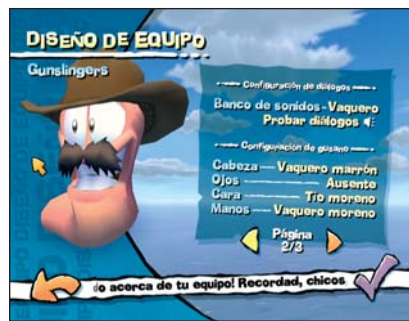 DISEÑO DE EQUIPO
Gunslingers
Configuración de diálogos
Banco de sonidos - Vaquero
Probar diálogos
Configuración de gusano
Cabeza Vaquero marrón
Ojos Ausente
Cara Tío moreno
Manos Vaquero moreno
Página
2/3
do acerca de tu equipo! Recordad, chicos